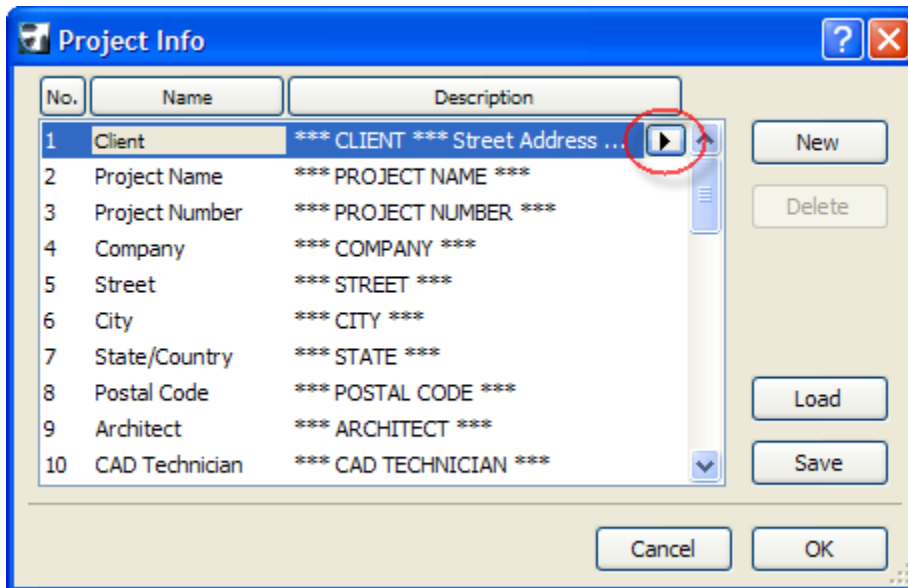 Project Info
?
No. Name Description
1 Client *** CLIENT *** Street Address ...
New
2 Project Name *** PROJECT NAME ***
3 Project Number *** PROJECT NUMBER ***
Delete
4 Company *** COMPANY ***
5 Street *** STREET ***
6 City *** CITY ***
7 State/Country *** STATE ***
8 Postal Code *** POSTAL CODE ***
Load
9 Architect *** ARCHITECT ***
10 CAD Technician *** CAD TECHNICIAN ***
Save
Cancel OK